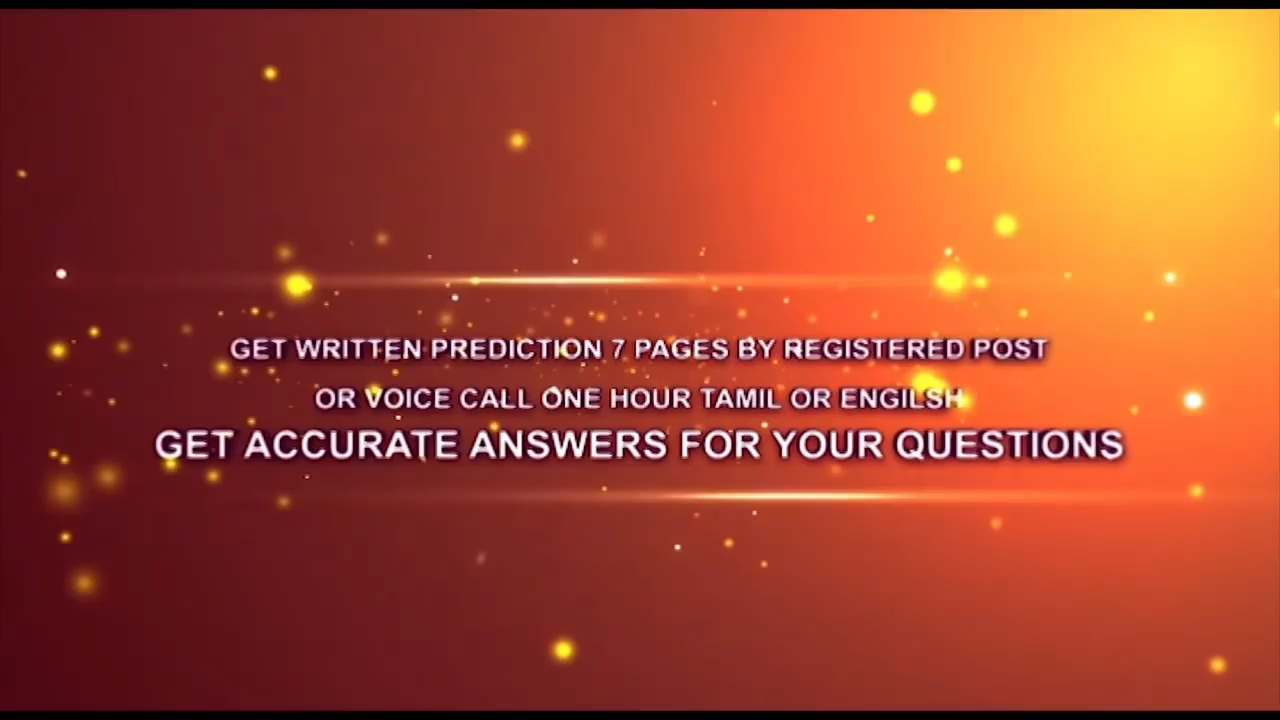 GET WRITTEN PREDICTION 7 PAGES BY REGISTERED POST
OR VOICE CALL ONE HOUR TAMIL OR ENGILSH
GET ACCURATE ANSWERS FOR YOUR QUESTIONS